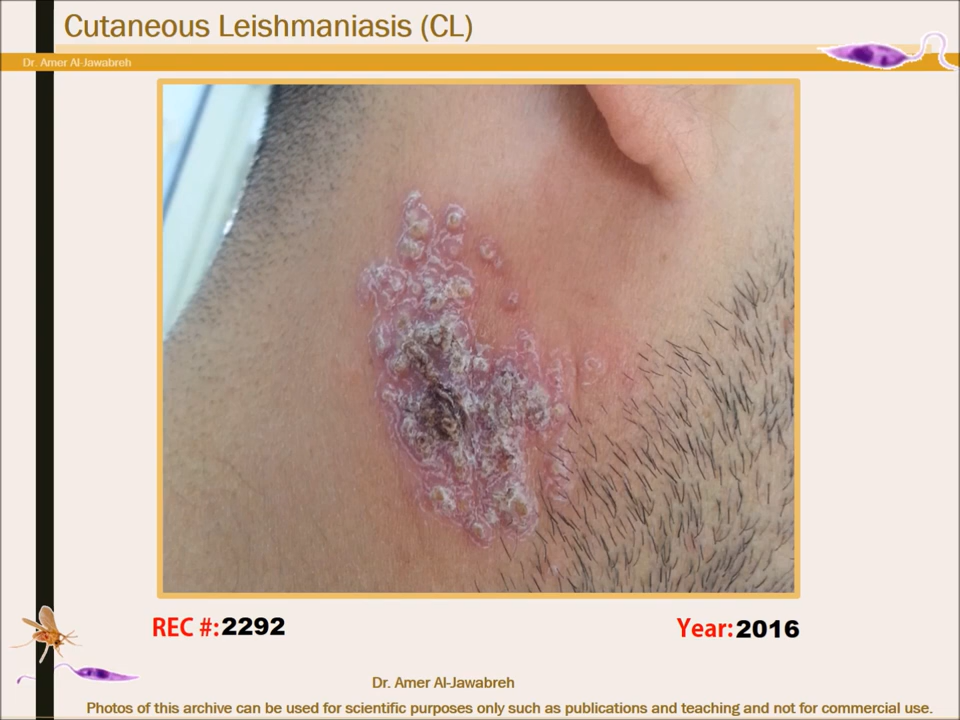 Cutaneous Leishmaniasis (CL)
Dr. Amer Al-Jawabreh
REC #:2292
Year:2016
Dr. Amer Al-Jawabreh
Photos of this archive can be used for scientific purposes only such as publications and teaching and not for commercial use.